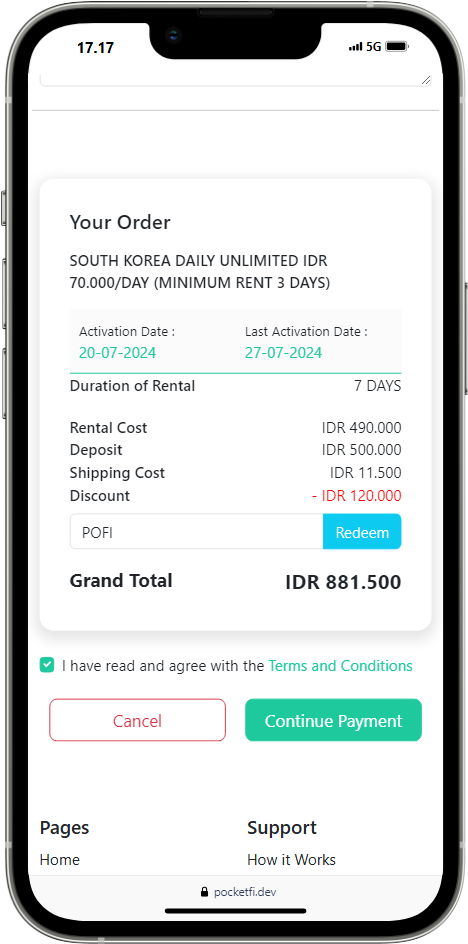 17.17 5G
Your Order
SOUTH KOREA DAILY UNLIMITED IDR
70.000/DAY (MINIMUM RENT 3 DAYS)
Activation Date : Last Activation Date :
20-07-2024 27-07-2024
Duration of Rental 7 DAYS
Rental Cost IDR 490.000
Deposit IDR 500.000
Shipping Cost IDR 11.500
Discount - IDR 120.000
POFI Redeem
Grand Total IDR 881.500
I have read and agree with the Terms and Conditions
Cancel Continue Payment
Pages Support
Home How it Works
pocketfi.dev